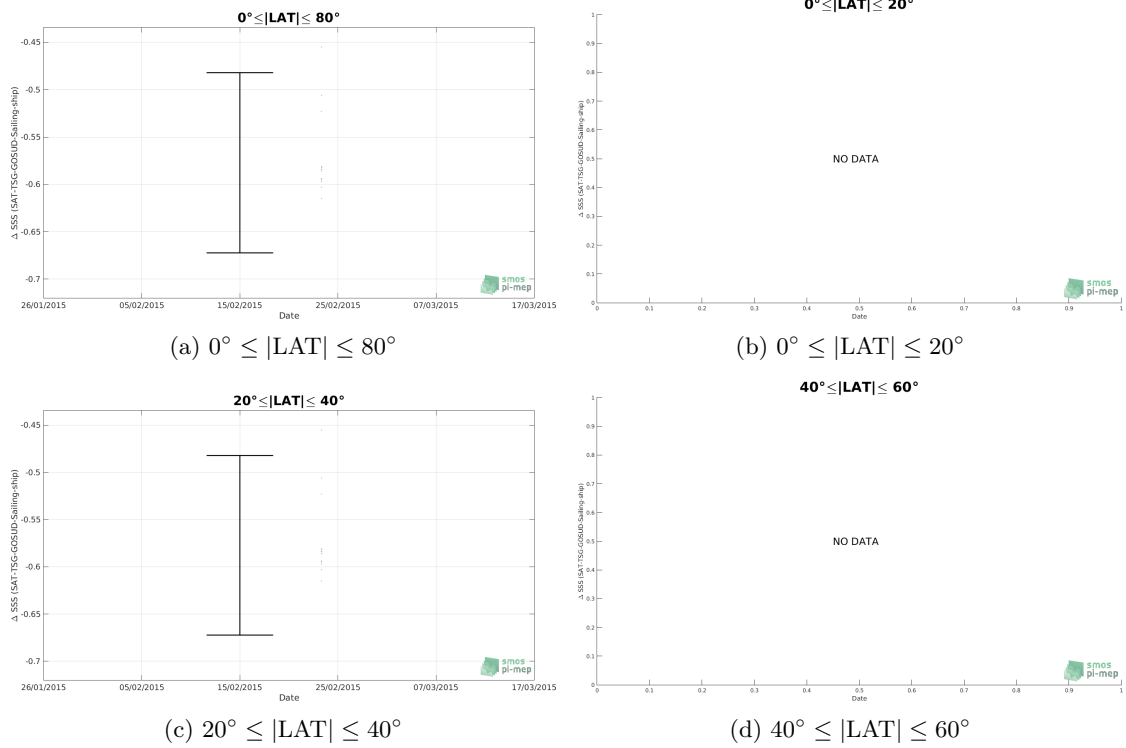 0°≤|LAT|≤ 80°
-0.45
-0.5
-0.55
-0.6
-0.65
-0.7
Δ SSS (SAT-TSG-GOSUD-Sailing-ship)
26/01/2015 05/02/2015 15/02/2015 25/02/2015 07/03/2015 17/03/2015
Date
smos
pi-mep
(a) 0° ≤ |LAT| ≤ 80°
0°≤|LAT|≤ 20°
1
0.9
0.8
0.7
0.6
0.5
0.4
0.3
0.2
0.1
0
Δ SSS (SAT-TSG-GOSUD-Sailing-ship)
NO DATA
0 0.1 0.2 0.3 0.4 0.5 0.6 0.7 0.8 0.9 1
Date
smos
pi-mep
(b) 0° ≤ |LAT| ≤ 20°
20°≤|LAT|≤ 40°
-0.45
-0.5
-0.55
-0.6
-0.65
-0.7
Δ SSS (SAT-TSG-GOSUD-Sailing-ship)
26/01/2015 05/02/2015 15/02/2015 25/02/2015 07/03/2015 17/03/2015
Date
smos
pi-mep
(c) 20° ≤ |LAT| ≤ 40°
40°≤|LAT|≤ 60°
1
0.9
0.8
0.7
0.6
0.5
0.4
0.3
0.2
0.1
0
Δ SSS (SAT-TSG-GOSUD-Sailing-ship)
NO DATA
0 0.1 0.2 0.3 0.4 0.5 0.6 0.7 0.8 0.9 1
Date
smos
pi-mep
(d) 40° ≤ |LAT| ≤ 60°